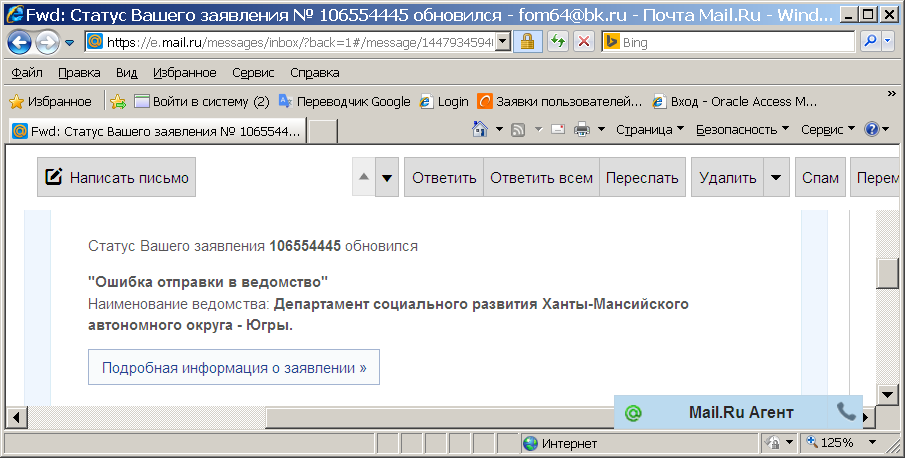 Fwd: Статус Вашего заявления № 106554445 обновился - fom64@bk.ru - Почта Mail.Ru - Wind...
https://e.mail.ru/messages/inbox/?back=1#/message/1447934594
Bing
Файл Правка Вид Избранное Сервис Справка
Избранное Войти в систему (2) Переводчик Google Login Заявки пользователей... Вход - Oracle Access M... »
Fwd: Статус Вашего заявления № 1065544...
Страница Безопасность Сервис
Написать письмо Ответить Ответить всем Переслать Удалить Спам Перем
Статус Вашего заявления 106554445 обновился
"Ошибка отправки в ведомство"
Наименование ведомства: Департамент социального развития Ханты-Мансийского
автономного округа - Югры.
Подробная информация о заявлении »
Mail.Ru Агент
Интернет 125%